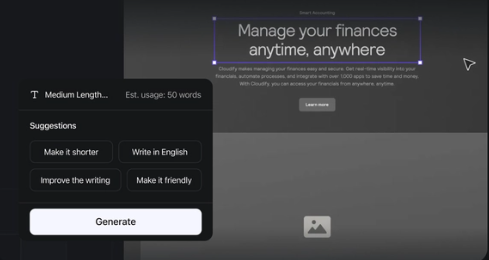 Smart Accounting
Manage your finances
anytime, anywhere
Cloudify makes managing your finances easy and secure. Get real-time visibility into your
finances, automate processes, and integrate with over 1,000 apps to save time and money.
With Cloudify, you can access your finances from anywhere, anytime.
Learn more
Medium Length... Est. usage: 50 words
Suggestions
Make it shorter Write in English
Improve the writing Make it friendly
Generate